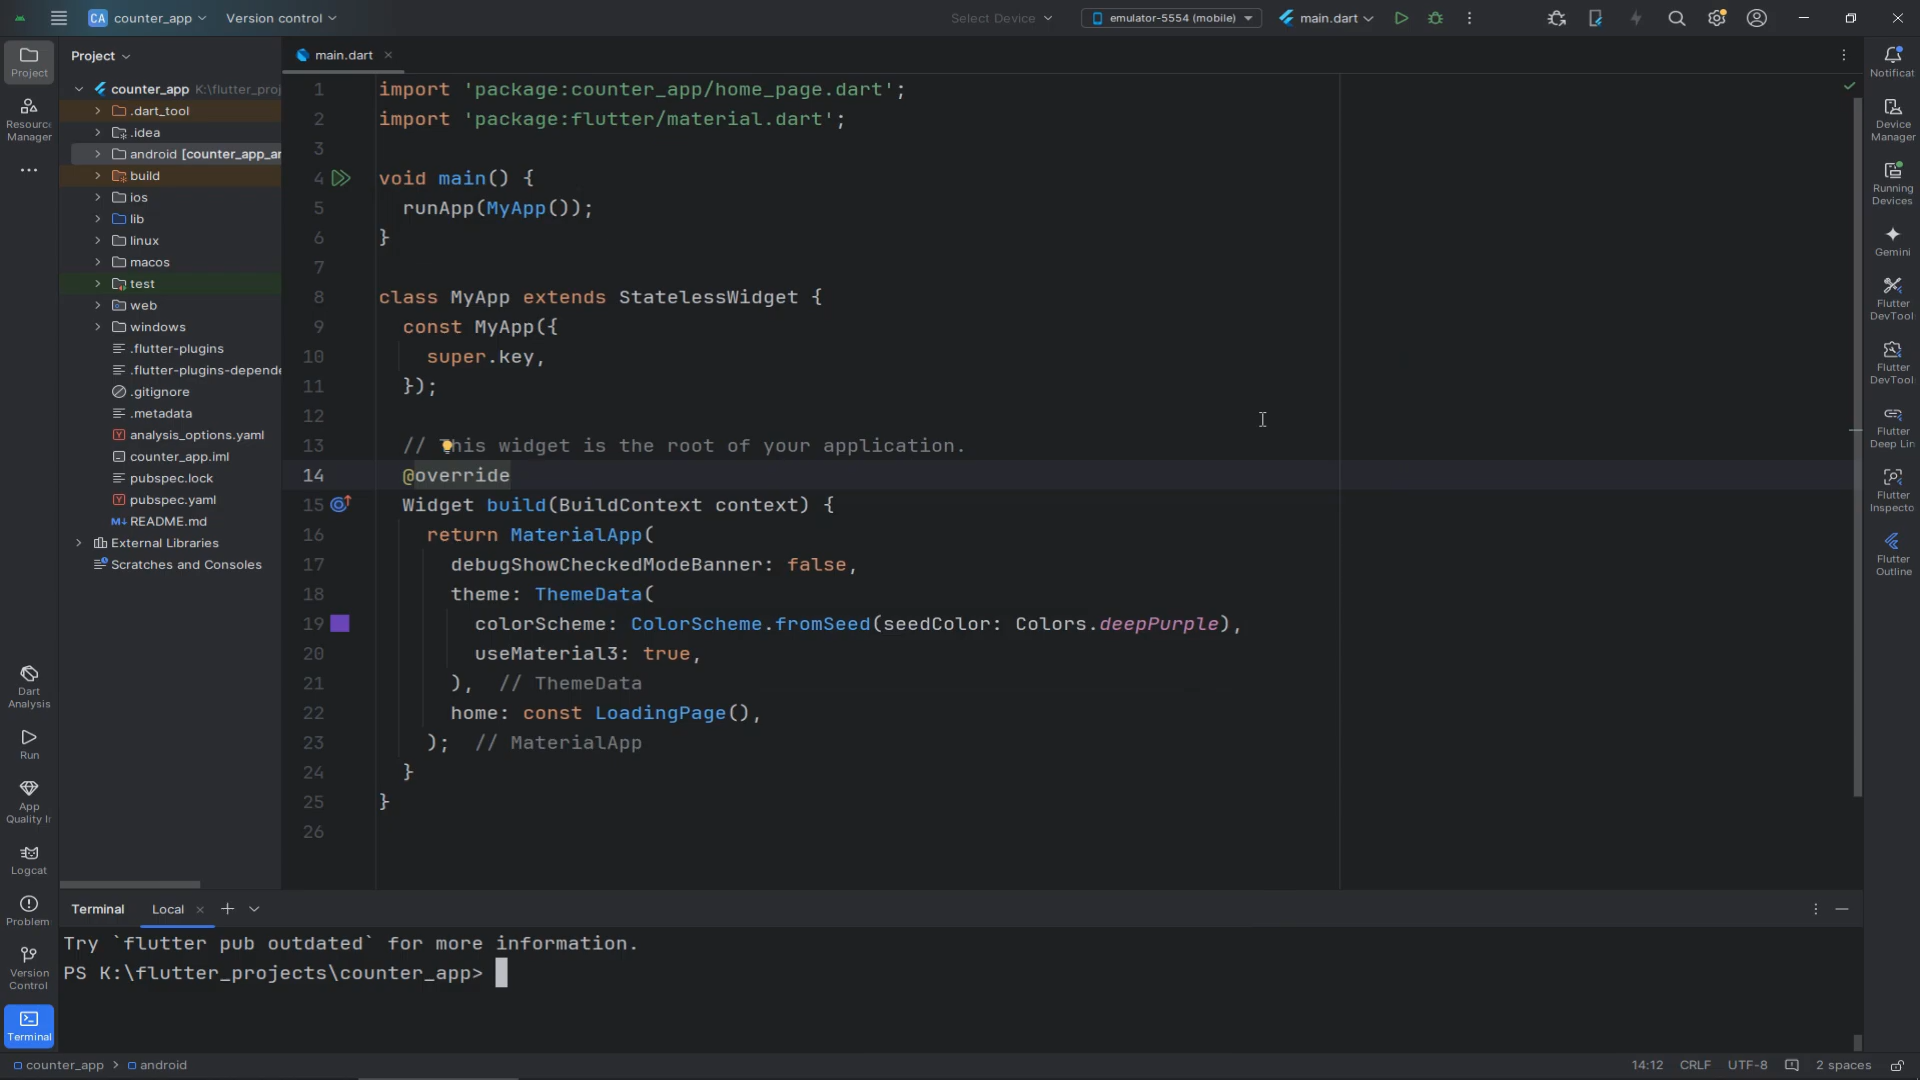 CA counter_app Version control Select Device emulator-5554 (mobile) main.dart
Project
Resource
Manager
Dart
Analysis
Run
App
Quality I
Logcat
Problem
Version
Control
Terminal
Project
counter_app K:\flutter_proj
.dart_tool
.idea
android [counter_app_an
build
ios
lib
linux
macos
test
web
windows
.flutter-plugins
.flutter-plugins-depende
.gitignore
.metadata
analysis_options.yaml
counter_app.iml
pubspec.lock
pubspec.yaml
README.md
External Libraries
Scratches and Consoles
main.dart
1 import 'package:counter_app/home_page.dart';
2 import 'package:flutter/material.dart';
3
4 void main() {
5 runApp(MyApp());
6 }
7
8 class MyApp extends StatelessWidget {
9 const MyApp({
10 super.key,
11 });
12
13 // This widget is the root of your application.
14 @override
15 Widget build(BuildContext context) {
16 return MaterialApp(
17 debugShowCheckedModeBanner: false,
18 theme: ThemeData(
19 colorScheme: ColorScheme.fromSeed(seedColor: Colors.deepPurple),
20 useMaterial3: true,
21 ), // ThemeData
22 home: const LoadingPage(),
23 ); // MaterialApp
24 }
25 }
26
Notificat
Device
Manager
Running
Devices
Gemini
Flutter
DevTool
Flutter
DevTool
Flutter
Deep Lin
Flutter
Inspecto
Flutter
Outline
Terminal Local
Try `flutter pub outdated` for more information.
PS K:\flutter_projects\counter_app>
counter_app > android 14:12 CRLF UTF-8 2 spaces